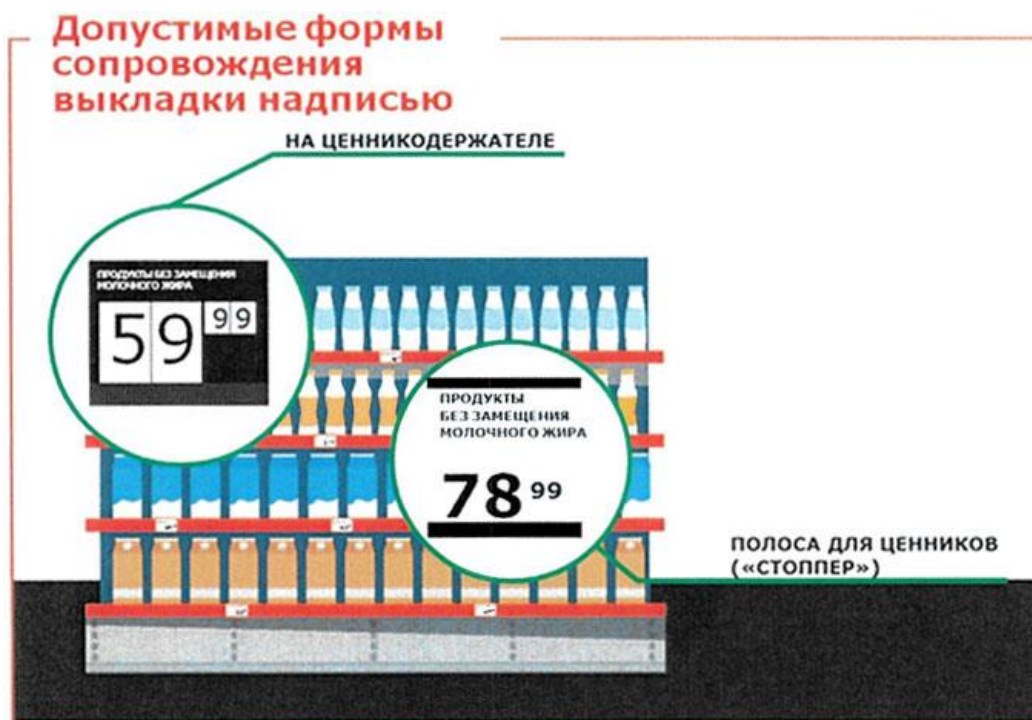 Допустимые формы
сопровождения
выкладки надписью
НА ЦЕННИКОДЕРЖАТЕЛЕ
ПРОДУКТЫ БЕЗ ЗАМЕЩЕНИЯ
МОЛОЧНОГО ЖИРА
59 99
ПРОДУКТЫ
БЕЗ ЗАМЕЩЕНИЯ
МОЛОЧНОГО ЖИРА
78 99
ПОЛОСА ДЛЯ ЦЕННИКОВ
(«СТОППЕР»)